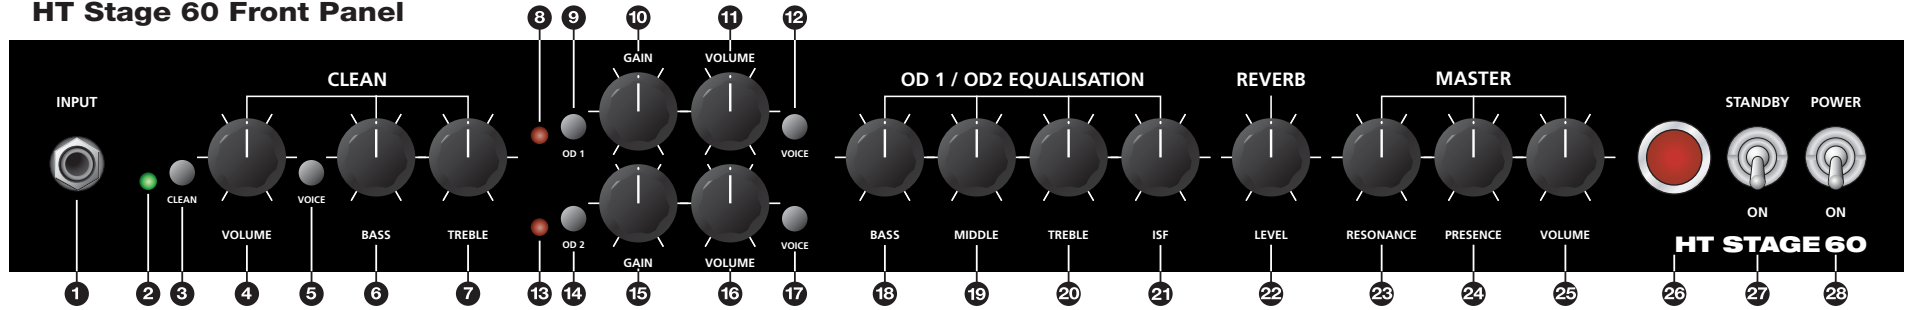 HT Stage 60 Front Panel
8 9 10 11 12
GAIN VOLUME
CLEAN OD 1 / OD2 EQUALISATION REVERB MASTER
INPUT STANDBY POWER
OD 1 VOICE
CLEAN VOICE
ON ON
VOLUME BASS TREBLE BASS MIDDLE TREBLE ISF LEVEL RESONANCE PRESENCE VOLUME
OD 2 VOICE
HT STAGE 60
GAIN VOLUME
1 2 3 4 5 6 7 13 14 15 16 17 18 19 20 21 22 23 24 25 26 27 28